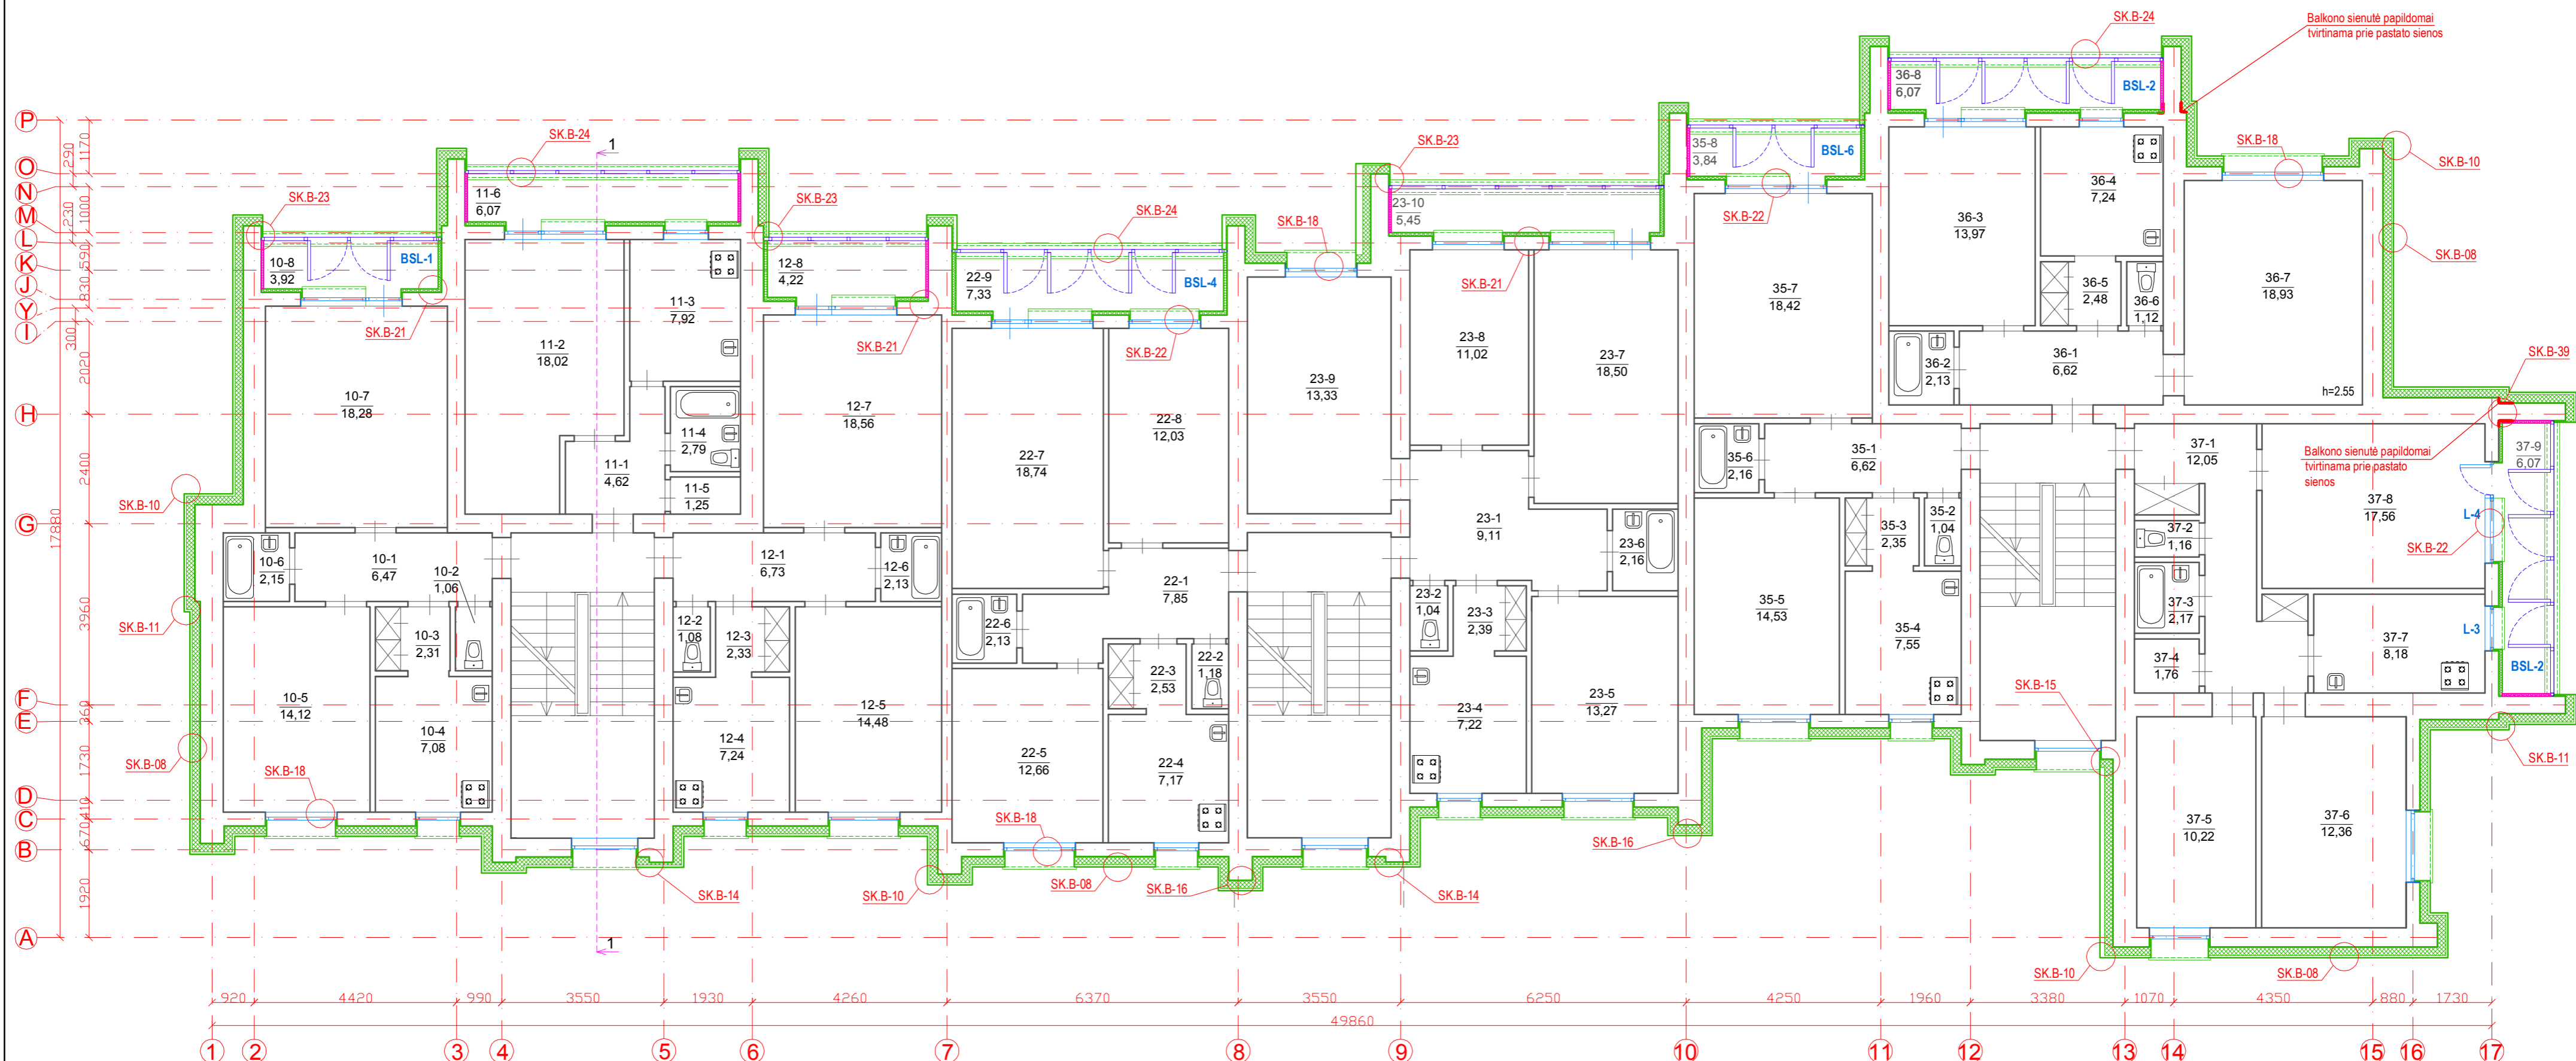 SK.B-24
Balkono sienutė papildomai
tvirtinama prie pastato sienos
36-8
6,07
BSL-2
P
1170
290
SK.B-24
1
SK.B-23
35-8
3,84
BSL-6
SK.B-18
SK.B-10
O
N
M
L
K
J
Y
I
230
1000
590
830
300
SK.B-23
11-6
6,07
SK.B-23
SK.B-24
SK.B-18
23-10
5,45
SK.B-22
36-4
7,24
36-3
13,97
SK.B-08
10-8
3,92
BSL-1
12-8
4,22
22-9
7,33
BSL-4
SK.B-21
36-5
2,48
36-6
1,12
36-7
18,93
11-3
7,92
35-7
18,42
SK.B-21
SK.B-21
SK.B-22
11-2
18,02
23-8
11,02
23-7
18,50
36-2
2,13
36-1
6,62
SK.B-39
2020
23-9
13,33
h=2.55
H
10-7
18,28
12-7
18,56
22-8
12,03
11-4
2,79
22-7
18,74
11-1
4,62
35-6
2,16
35-1
6,62
37-1
12,05
37-9
6,07
Balkono sienutė papildomai
tvirtinama prie pastato
sienos
2400
SK.B-10
11-5
1,25
37-8
17,56
L-4
G
17880
35-3
2,35
35-2
1,04
37-2
1,16
SK.B-22
23-1
9,11
23-6
2,16
10-6
2,15
10-1
6,47
10-2
1,06
12-1
6,73
12-6
2,13
22-1
7,85
3960
SK.B-11
23-2
1,04
23-3
2,39
35-5
14,53
37-3
2,17
10-3
2,31
12-2
1,08
12-3
2,33
22-6
2,13
35-4
7,55
37-7
8,18
L-3
22-3
2,53
22-2
1,18
37-4
1,76
BSL-2
F
E
360
10-5
14,12
10-4
7,08
12-5
14,48
12-4
7,24
23-4
7,22
23-5
13,27
SK.B-15
1730
SK.B-08
SK.B-18
22-5
12,66
22-4
7,17
SK.B-11
D
C
B
410
670
SK.B-18
SK.B-16
37-5
10,22
37-6
12,36
1920
SK.B-14
SK.B-10
SK.B-08
SK.B-16
SK.B-14
A
1
SK.B-10
SK.B-08
920
4420
990
3550
1930
4260
6370
3550
6250
4250
1960
3380
1070
4350
880
1730
49860
1
2
3
4
5
6
7
8
9
10
11
12
13
14
15
16
17